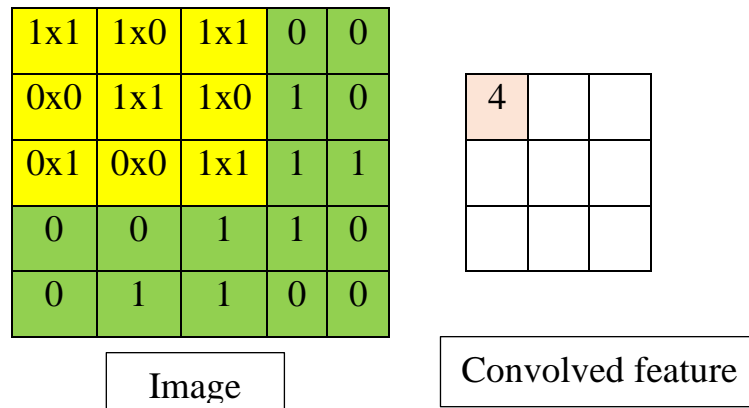 1x1 1x0 1x1 0 0
0x0 1x1 1x0 1 0
4
0x1 0x0 1x1 1 1
0 0 1 1 0
0 1 1 0 0
Image
Convolved feature